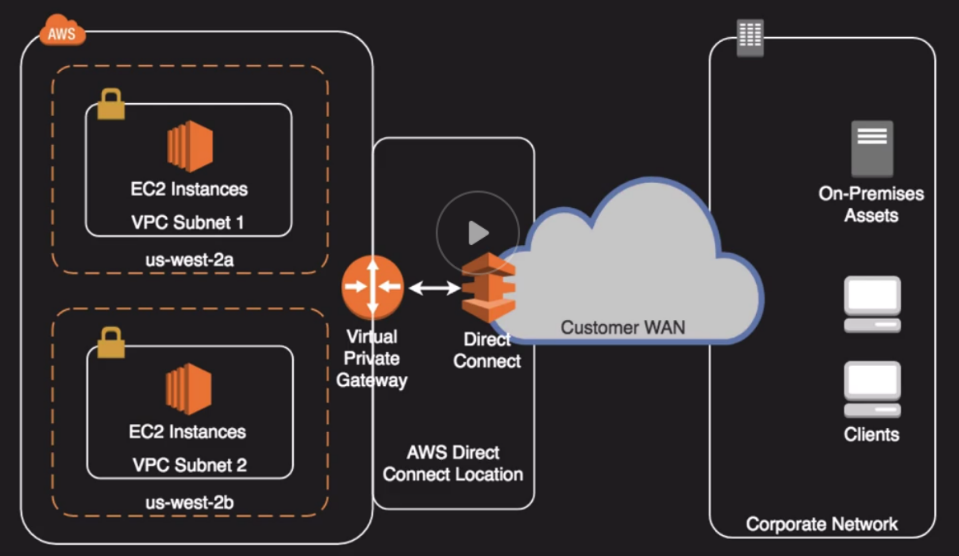 AWS
EC2 Instances
VPC Subnet 1
us-west-2a
EC2 Instances
VPC Subnet 2
us-west-2b
Virtual
Private
Gateway
Direct
Connect
AWS Direct
Connect Location
Customer WAN
On-Premises
Assets
Clients
Corporate Network